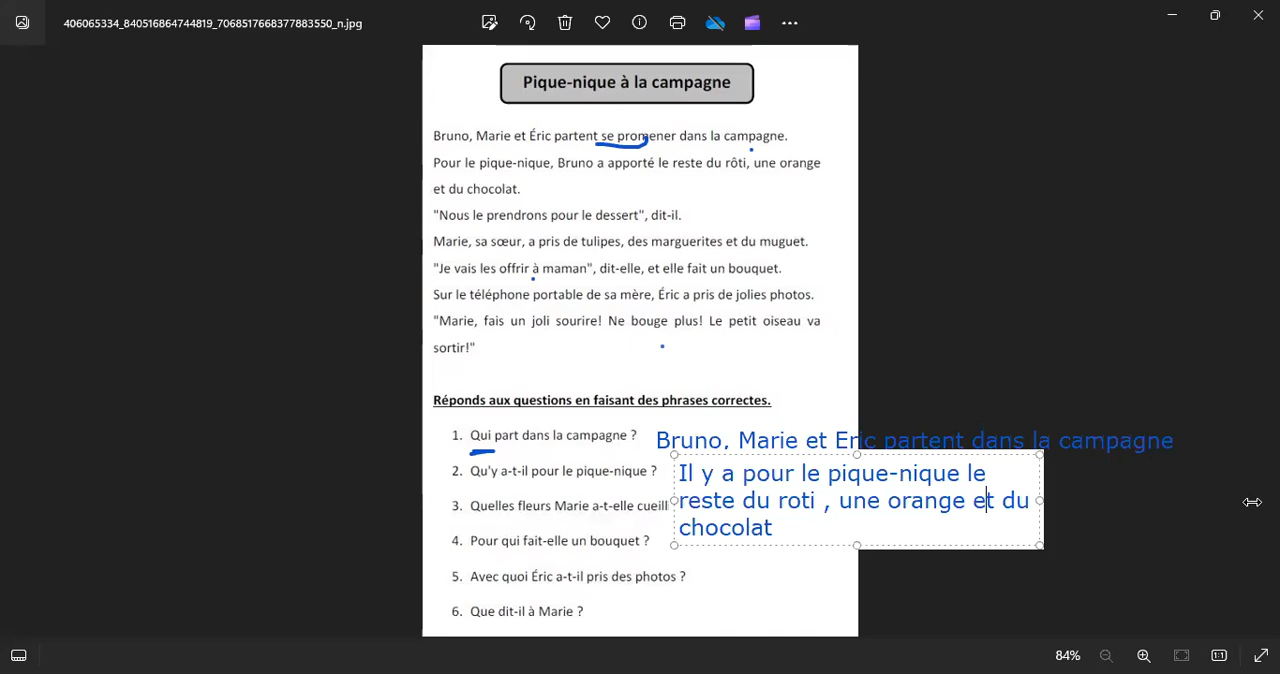 406065334_840516864744819_7068517668377883550_n.jpg
Pique-nique à la campagne
Bruno, Marie et Éric partent se promener dans la campagne.
Pour le pique-nique, Bruno a apporté le reste du rôti, une orange
et du chocolat.
"Nous le prendrons pour le dessert", dit-il.
Marie, sa sœur, a pris de tulipes, des marguerites et du muguet.
"Je vais les offrir à maman", dit-elle, et elle fait un bouquet.
Sur le téléphone portable de sa mère, Éric a pris de jolies photos.
"Marie, fais un joli sourire! Ne bouge plus! Le petit oiseau va
sortir!"
Réponds aux questions en faisant des phrases correctes.
1. Qui part dans la campagne ? Bruno, Marie et Eric partent dans la campagne
2. Qu'y a-t-il pour le pique-nique ?
Il y a pour le pique-nique le
reste du roti , une orange et du
chocolat
3. Quelles fleurs Marie a-t-elle cueill
4. Pour qui fait-elle un bouquet ?
5. Avec quoi Éric a-t-il pris des photos ?
6. Que dit-il à Marie ?
84%
1:1